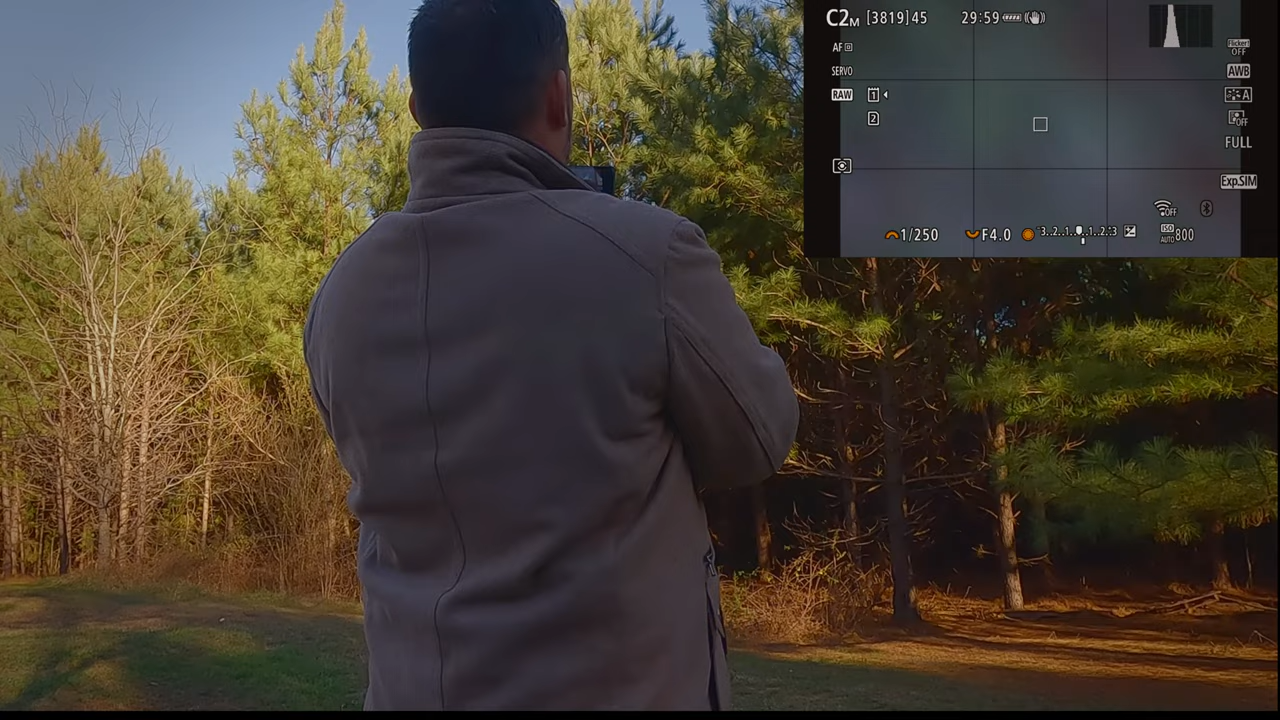 C2M [3819]45 29:59
Flicker! OFF
AF
SERVO AWB
RAW 1 A
2 OFF
FULL
Exp.SIM
OFF
1/250 F4.0 3..2..1.. ..1..2..:3 ISO AUTO 800